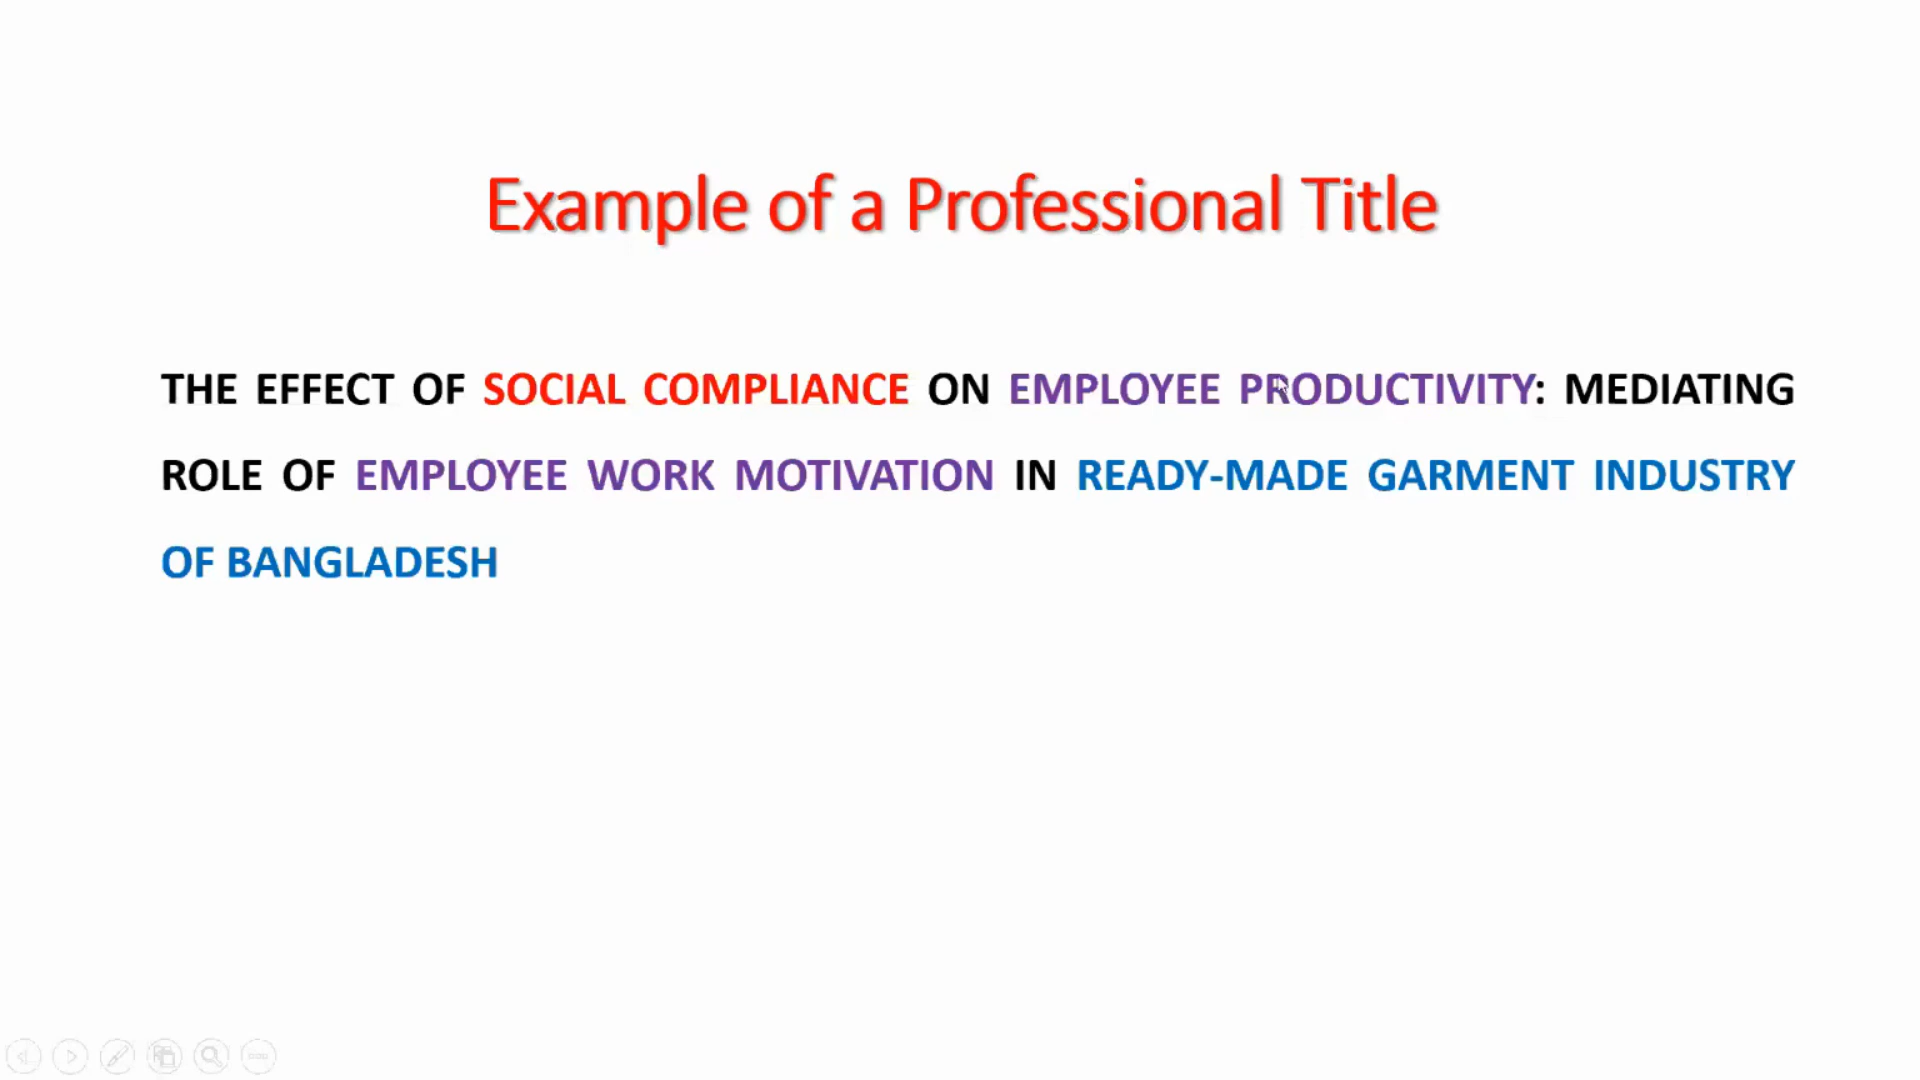 Example of a Professional Title
THE EFFECT OF SOCIAL COMPLIANCE ON EMPLOYEE PRODUCTIVITY: MEDIATING
ROLE OF EMPLOYEE WORK MOTIVATION IN READY-MADE GARMENT INDUSTRY
OF BANGLADESH